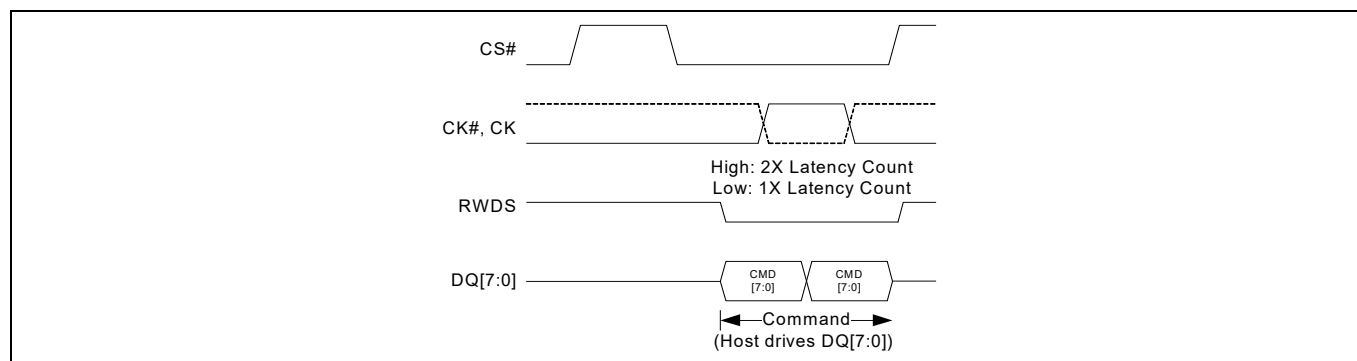 CS#
CK#, CK
High: 2X Latency Count
Low: 1X Latency Count
RWDS
DQ[7:0]
CMD
[7:0]
CMD
[7:0]
Command
(Host drives DQ[7:0])